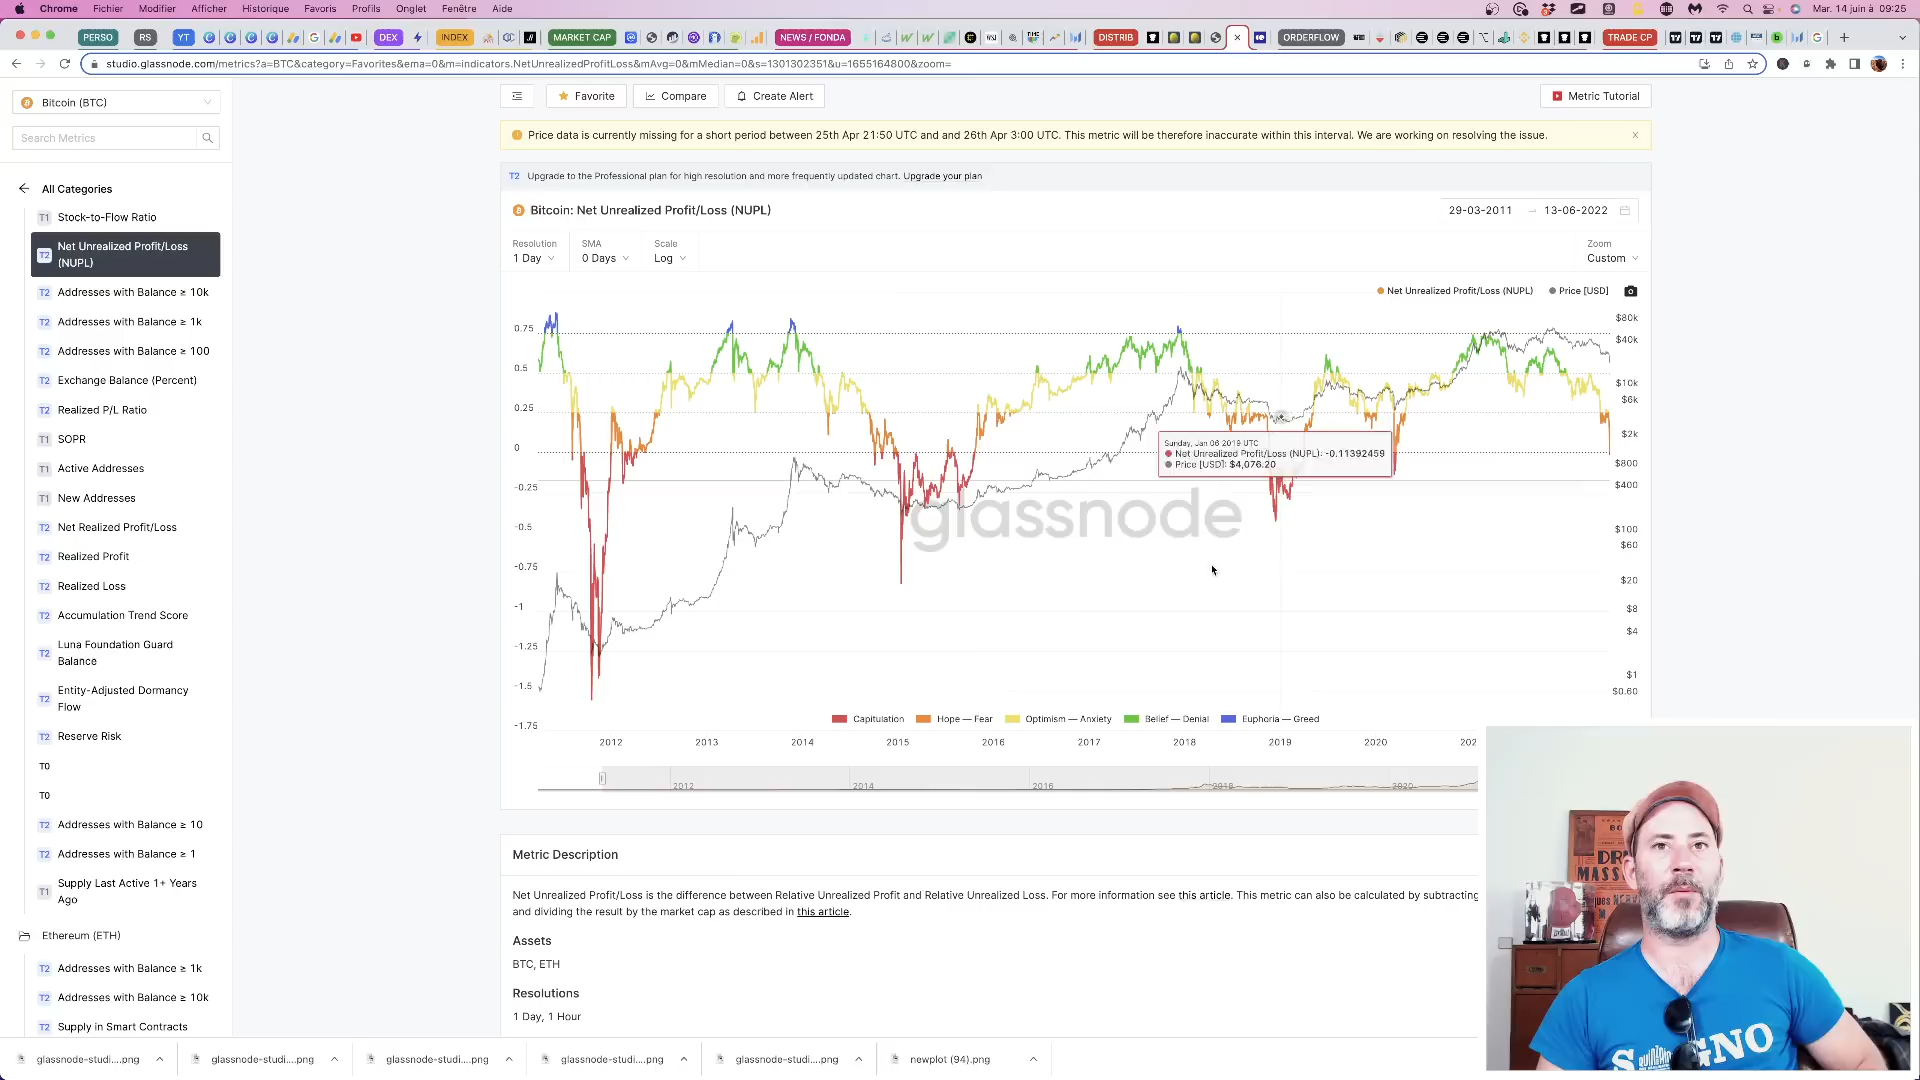 Chrome Fichier Modifier Afficher Historique Favoris Profils Onglet Fenêtre Aide Mar. 14 juin à 09:25
PERSO RS YT DEX INDEX MARKET CAP NEWS / FONDA DISTRIB ORDERFLOW TRADE CP
studio.glassnode.com/metrics?a=BTC&category=Favorites&ema=0&m=indicators.NetUnrealizedProfitLoss&mAvg=0&mMedian=0&s=1301302351&u=1655164800&zoom=
Bitcoin (BTC)
Search Metrics
All Categories
T1 Stock-to-Flow Ratio
T2 Net Unrealized Profit/Loss
(NUPL)
T2 Addresses with Balance ≥ 10k
T2 Addresses with Balance ≥ 1k
T2 Addresses with Balance ≥ 100
T2 Exchange Balance (Percent)
T2 Realized P/L Ratio
T1 SOPR
T1 Active Addresses
T1 New Addresses
T2 Net Realized Profit/Loss
T2 Realized Profit
T2 Realized Loss
T2 Accumulation Trend Score
T2 Luna Foundation Guard
Balance
T2 Entity-Adjusted Dormancy
Flow
T2 Reserve Risk
T0
T0
T2 Addresses with Balance ≥ 10
T2 Addresses with Balance ≥ 1
T1 Supply Last Active 1+ Years
Ago
Ethereum (ETH)
T2 Addresses with Balance ≥ 1k
T2 Addresses with Balance ≥ 10k
T2 Supply in Smart Contracts
Favorite Compare Create Alert Metric Tutorial
Price data is currently missing for a short period between 25th Apr 21:50 UTC and and 26th Apr 3:00 UTC. This metric will be therefore inaccurate within this interval. We are working on resolving the issue.
T2 Upgrade to the Professional plan for high resolution and more frequently updated chart. Upgrade your plan
Bitcoin: Net Unrealized Profit/Loss (NUPL) 29-03-2011 → 13-06-2022
Resolution SMA Scale Zoom
1 Day 0 Days Log Custom
Net Unrealized Profit/Loss (NUPL) Price [USD]
0.75
0.5
0.25
0
-0.25
-0.5
-0.75
-1
-1.25
-1.5
-1.75
$80k
$40k
$10k
$6k
$2k
$800
$400
$100
$60
$20
$8
$4
$1
$0.60
Sunday, Jan 06 2019 UTC
Net Unrealized Profit/Loss (NUPL): -0.11392459
Price [USD]: $4,076.20
glassnode
Capitulation Hope — Fear Optimism — Anxiety Belief — Denial Euphoria — Greed
2012 2013 2014 2015 2016 2017 2018 2019 2020 202
2012 2014 2016 2018 2020
Metric Description
Net Unrealized Profit/Loss is the difference between Relative Unrealized Profit and Relative Unrealized Loss. For more information see this article. This metric can also be calculated by subtracting
and dividing the result by the market cap as described in this article.
Assets
BTC, ETH
Resolutions
1 Day, 1 Hour
glassnode-studi....png glassnode-studi....png glassnode-studi....png glassnode-studi....png glassnode-studi....png newplot (94).png